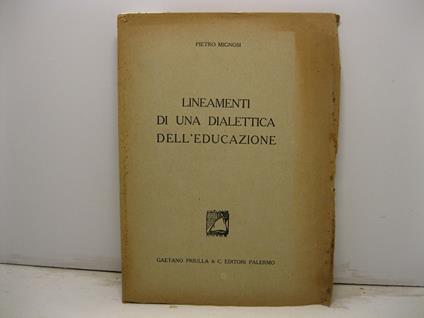 PIETRO MIGNOSI
LINEAMENTI
DI UNA DIALETTICA
DELL'EDUCAZIONE
GAETANO PRIULLA & C. EDITORI PALERMO